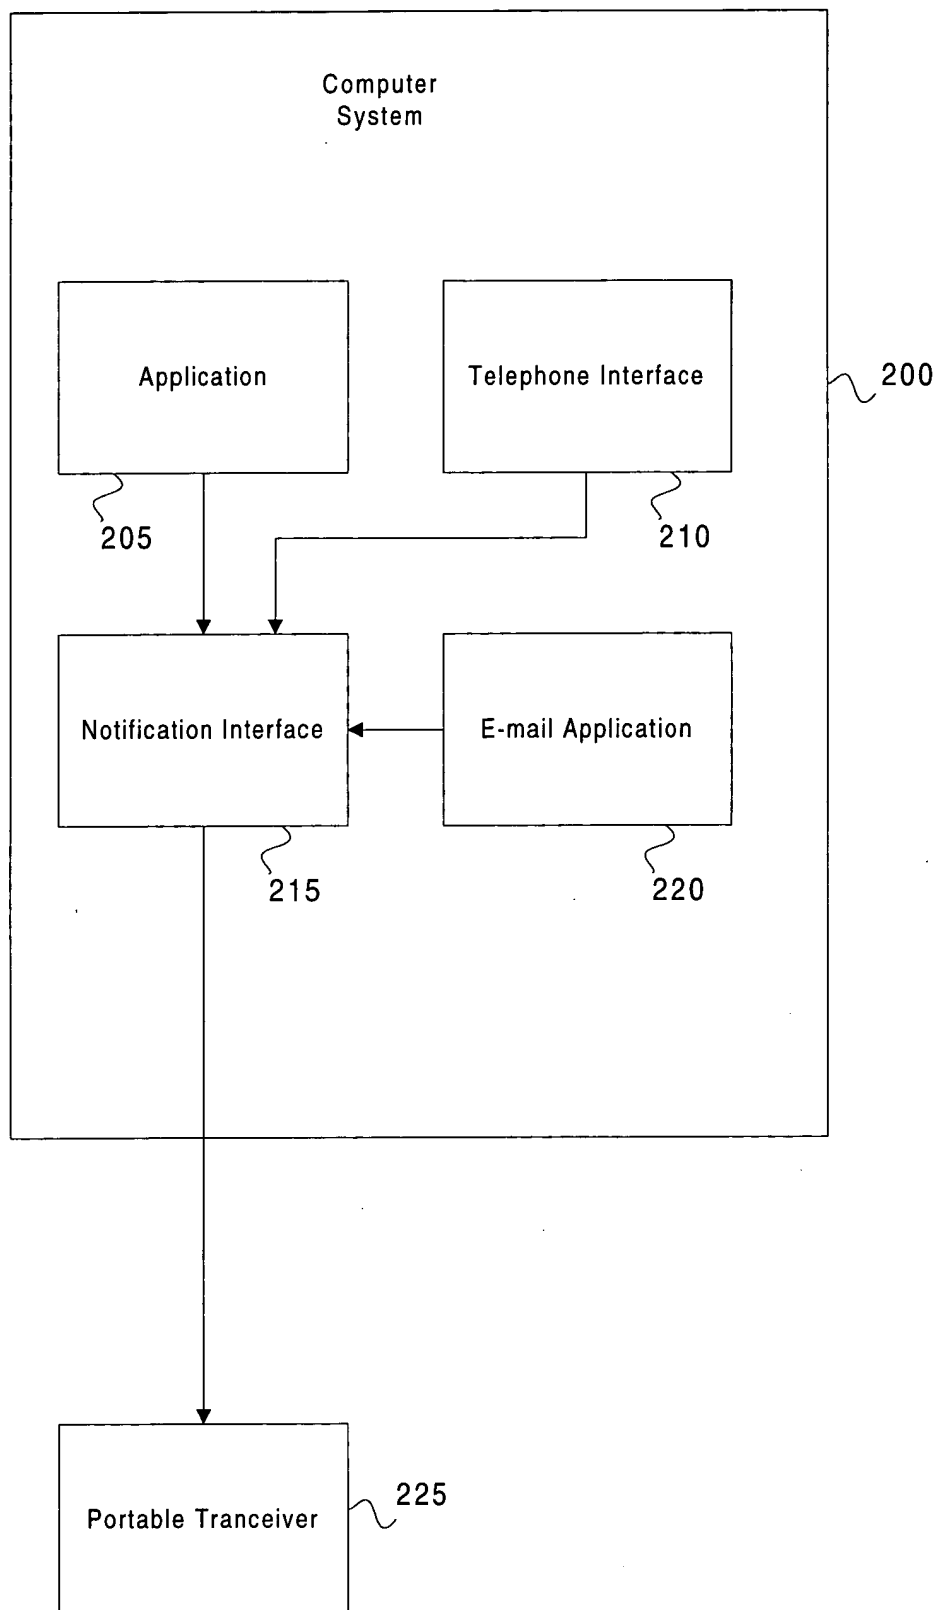 Computer
System
Application
Telephone Interface
200
205
210
Notification Interface
E-mail Application
215
220
Portable Tranceiver
225